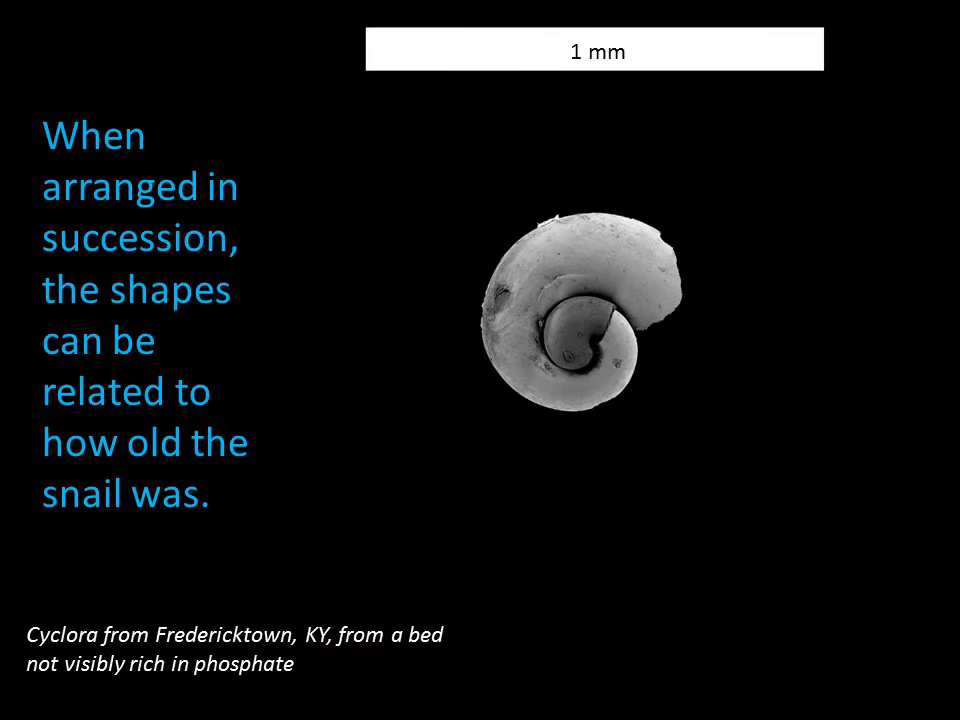 1 mm
When
arranged in
succession,
the shapes
can be
related to
how old the
snail was.
Cyclora from Fredericktown, KY, from a bed
not visibly rich in phosphate